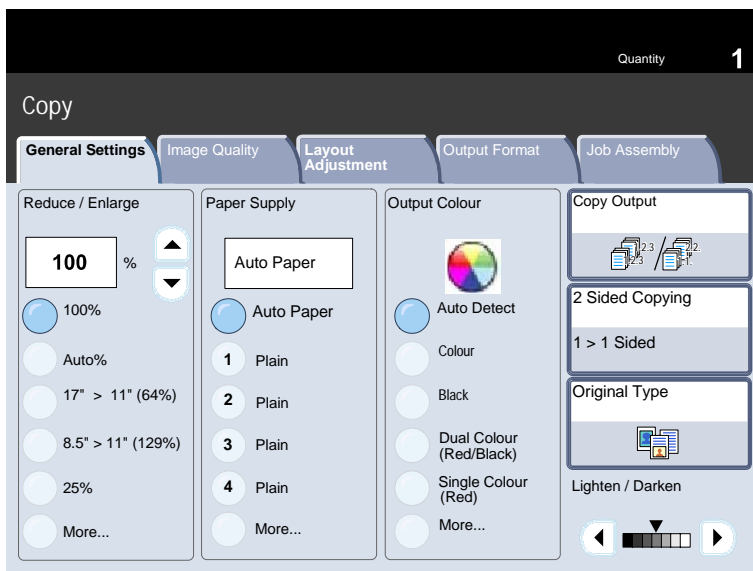 Quantity 1
Copy
General Settings
Image Quality
Layout
Adjustment
Output Format
Job Assembly
Reduce / Enlarge
100 %
100%
Auto%
17" > 11" (64%)
8.5" > 11" (129%)
25%
More...
Paper Supply
Auto Paper
Auto Paper
1 Plain
2 Plain
3 Plain
4 Plain
More...
Output Colour
Auto Detect
Colour
Black
Dual Colour
(Red/Black)
Single Colour
(Red)
More...
Copy Output
2 Sided Copying
1 > 1 Sided
Original Type
Lighten / Darken